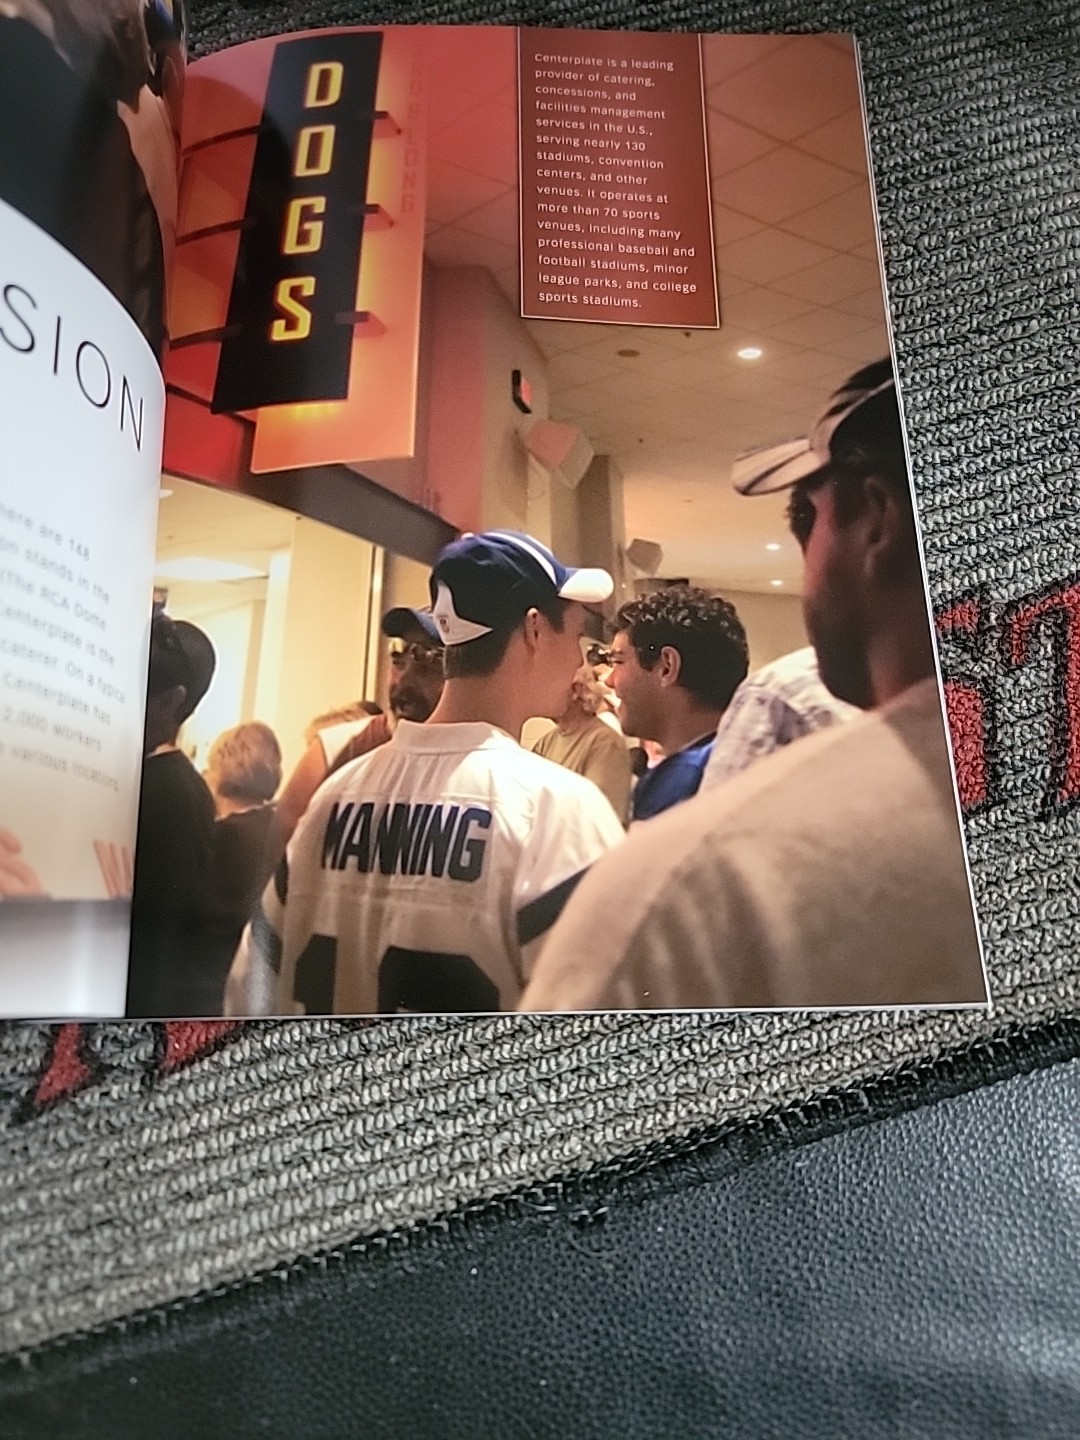 SION
here are 148
on stands in the
(The RCA Dome
Centerplate is the
caterer. On a typical
Centerplate has
2,000 workers
various locations
DOGS
Centerplate is a leading
provider of catering,
concessions, and
facilities management
services in the U.S.,
serving nearly 130
stadiums, convention
centers, and other
venues. It operates at
more than 70 sports
venues, including many
professional baseball and
football stadiums, minor
league parks, and college
sports stadiums.
MANNING